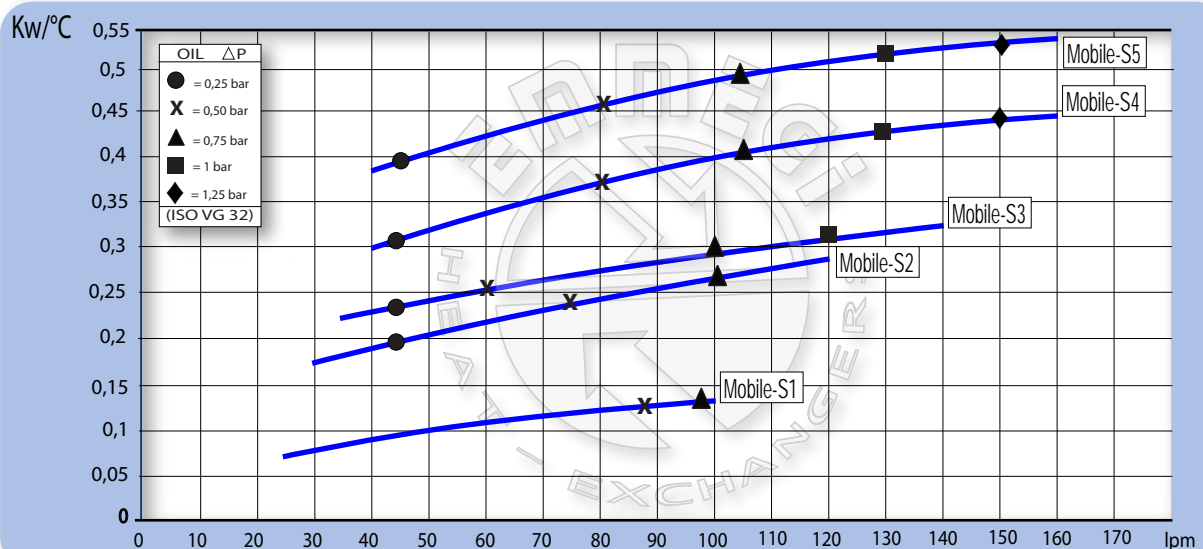 Kw/°C
0,55
0,5
0,45
0,4
0,35
0,3
0,25
0,2
0,15
0,1
0,05
0
OIL △P
= 0,25 bar
X = 0,50 bar
= 0,75 bar
= 1 bar
= 1,25 bar
(ISO VG 32)
EMMEGI
HEAT EXCHANGERS
Mobile-S5
Mobile-S4
Mobile-S3
Mobile-S2
Mobile-S1
0 10 20 30 40 50 60 70 80 90 100 110 120 130 140 150 160 170 lpm